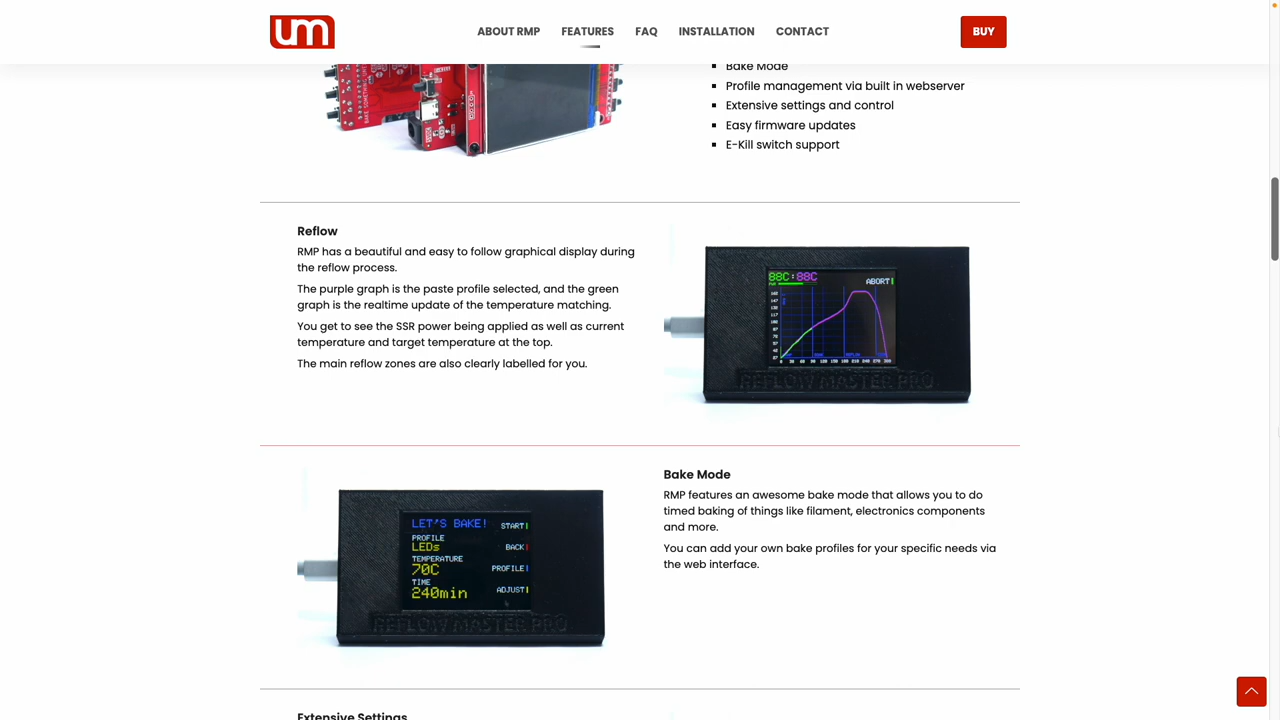 um
ABOUT RMP
FEATURES
FAQ
INSTALLATION
CONTACT
BUY
Bake Mode
Profile management via built in webserver
Extensive settings and control
Easy firmware updates
E-Kill switch support
Reflow
RMP has a beautiful and easy to follow graphical display during
the reflow process.
The purple graph is the paste profile selected, and the green
graph is the realtime update of the temperature matching.
You get to see the SSR power being applied as well as current
temperature and target temperature at the top.
The main reflow zones are also clearly labelled for you.
88C:88C
ABORT
REFLOW MASTER PRO
LET'S BAKE!
START
PROFILE
LEDs
BACK
TEMPERATURE
70C
PROFILE
TIME
240min
ADJUST
REFLOW MASTER PRO
Bake Mode
RMP features an awesome bake mode that allows you to do
timed baking of things like filament, electronics components
and more.
You can add your own bake profiles for your specific needs via
the web interface.
Extensive Settings